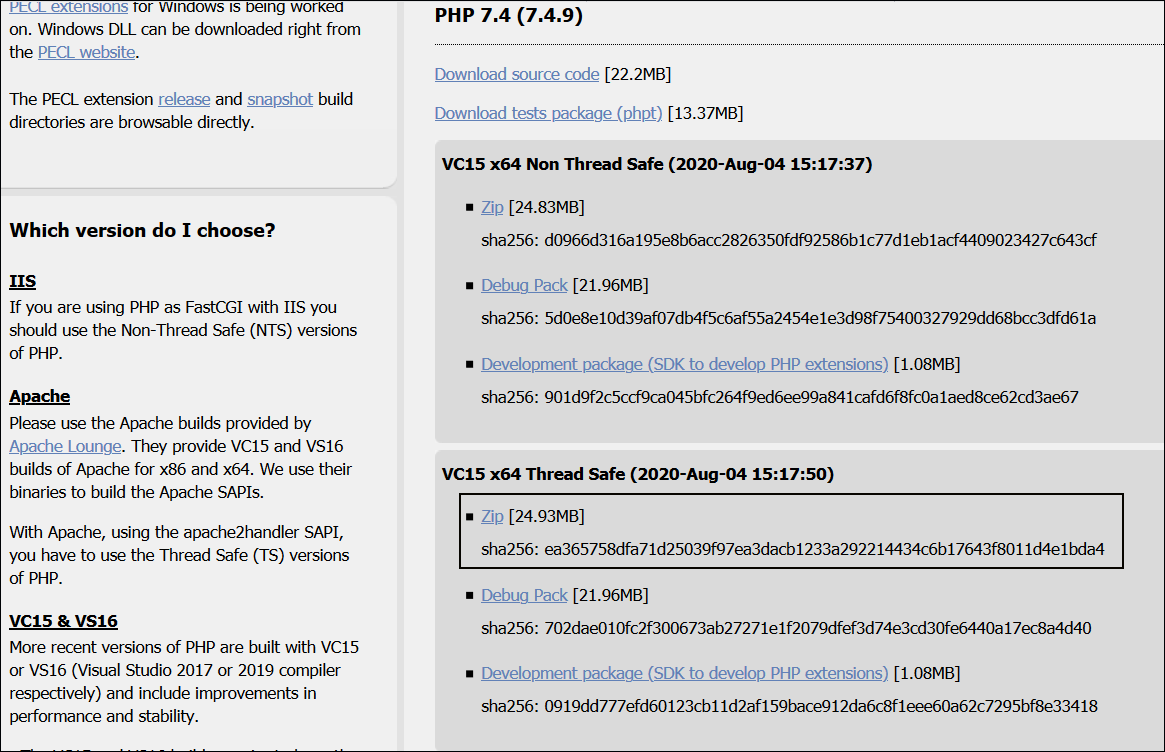 PECL extensions for Windows is being worked
on. Windows DLL can be downloaded right from
the PECL website.
The PECL extension release and snapshot build
directories are browsable directly.
Which version do I choose?
IIS
If you are using PHP as FastCGI with IIS you
should use the Non-Thread Safe (NTS) versions
of PHP.
Apache
Please use the Apache builds provided by
Apache Lounge. They provide VC15 and VS16
builds of Apache for x86 and x64. We use their
binaries to build the Apache SAPIs.
With Apache, using the apache2handler SAPI,
you have to use the Thread Safe (TS) versions
of PHP.
VC15 & VS16
More recent versions of PHP are built with VC15
or VS16 (Visual Studio 2017 or 2019 compiler
respectively) and include improvements in
performance and stability.
PHP 7.4 (7.4.9)
Download source code [22.2MB]
Download tests package (phpt) [13.37MB]
VC15 x64 Non Thread Safe (2020-Aug-04 15:17:37)
Zip [24.83MB]
sha256: d0966d316a195e8b6acc2826350fdf92586b1c77d1eb1acf4409023427c643cf
Debug Pack [21.96MB]
sha256: 5d0e8e10d39af07db4f5c6af55a2454e1e3d98f75400327929dd68bcc3dfd61a
Development package (SDK to develop PHP extensions) [1.08MB]
sha256: 901d9f2c5ccf9ca045bfc264f9ed6ee99a841cafd6f8fc0a1aed8ce62cd3ae67
VC15 x64 Thread Safe (2020-Aug-04 15:17:50)
Zip [24.93MB]
sha256: ea365758dfa71d25039f97ea3dacb1233a292214434c6b17643f8011d4e1bda4
Debug Pack [21.96MB]
sha256: 702dae010fc2f300673ab27271e1f2079dfef3d74e3cd30fe6440a17ec8a4d40
Development package (SDK to develop PHP extensions) [1.08MB]
sha256: 0919dd777efd60123cb11d2af159bace912da6c8f1eee60a62c7295bf8e33418